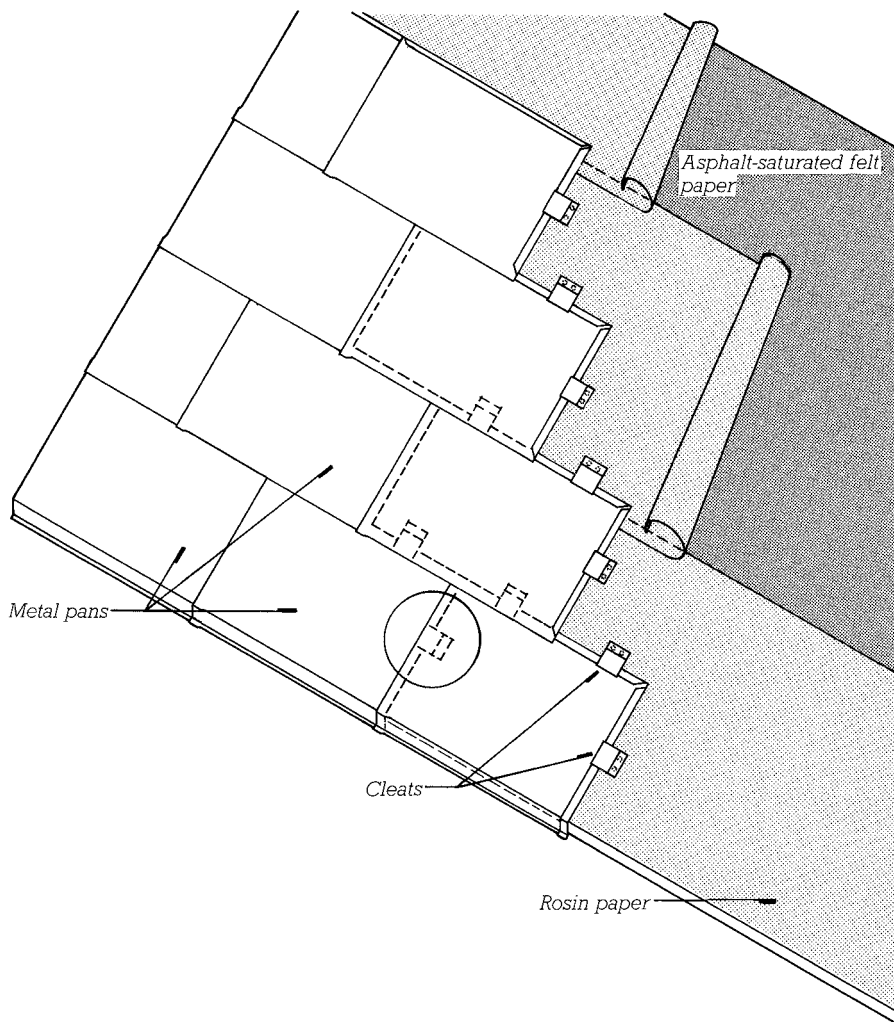 Asphalt-saturated felt
paper
Metal pans
Cleats
Rosin paper